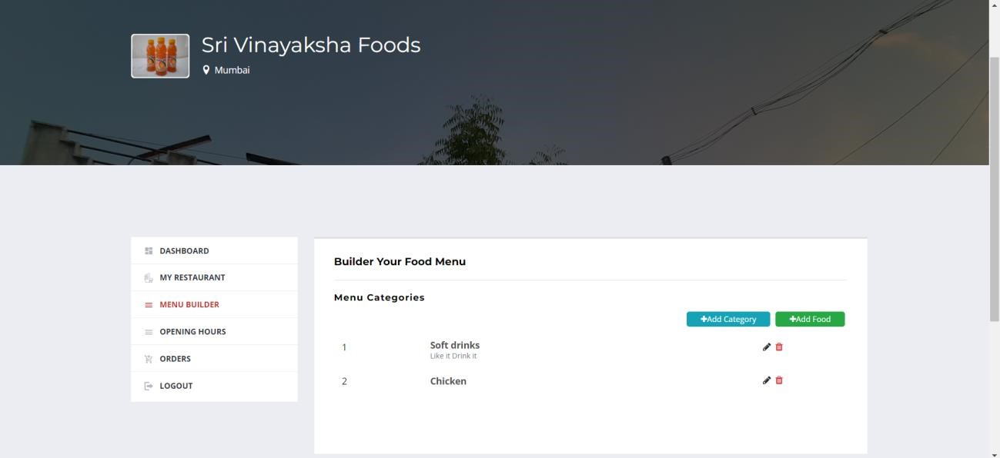 Sri Vinayaksha Foods
Mumbai
DASHBOARD
MY RESTAURANT
MENU BUILDER
OPENING HOURS
ORDERS
LOGOUT
Builder Your Food Menu
Menu Categories
+Add Category +Add Food
1 Soft drinks
Like it Drink it
2 Chicken